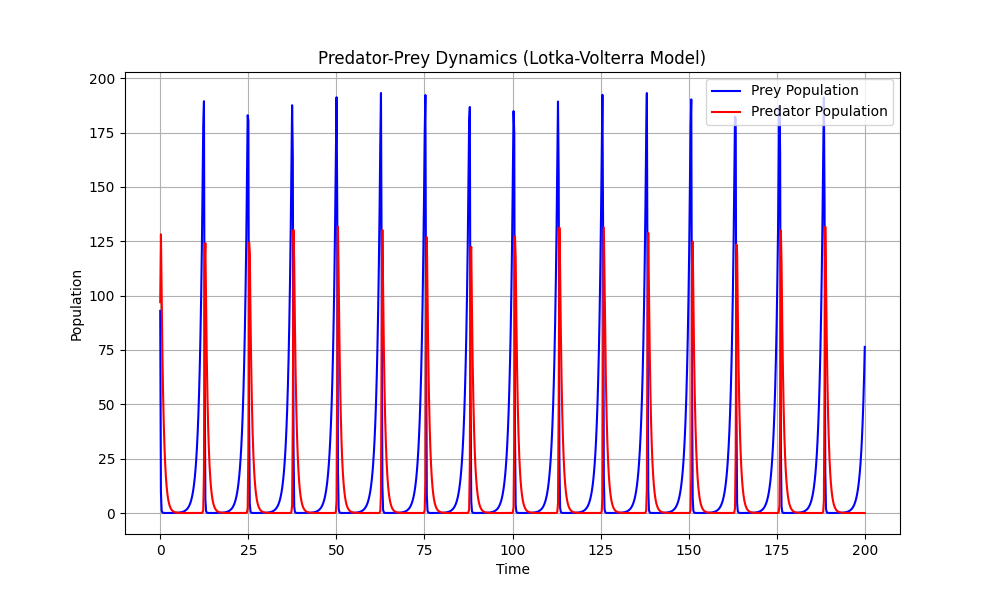 Predator-Prey Dynamics (Lotka-Volterra Model)
Prey Population
Predator Population
200
175
150
125
100
75
50
25
0
Population
0 25 50 75 100 125 150 175 200
Time